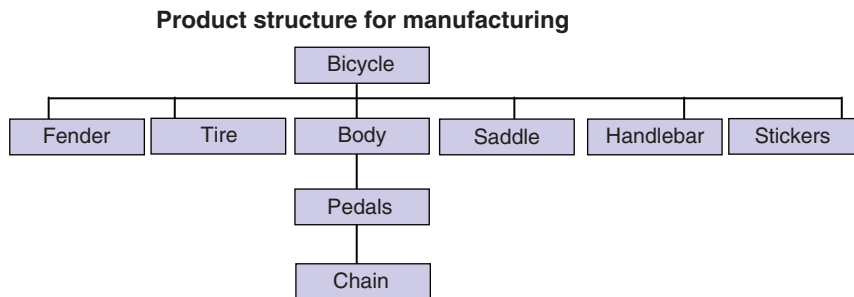 Product structure for manufacturing
Bicycle
Fender Tire Body Saddle Handlebar Stickers
Pedals
Chain